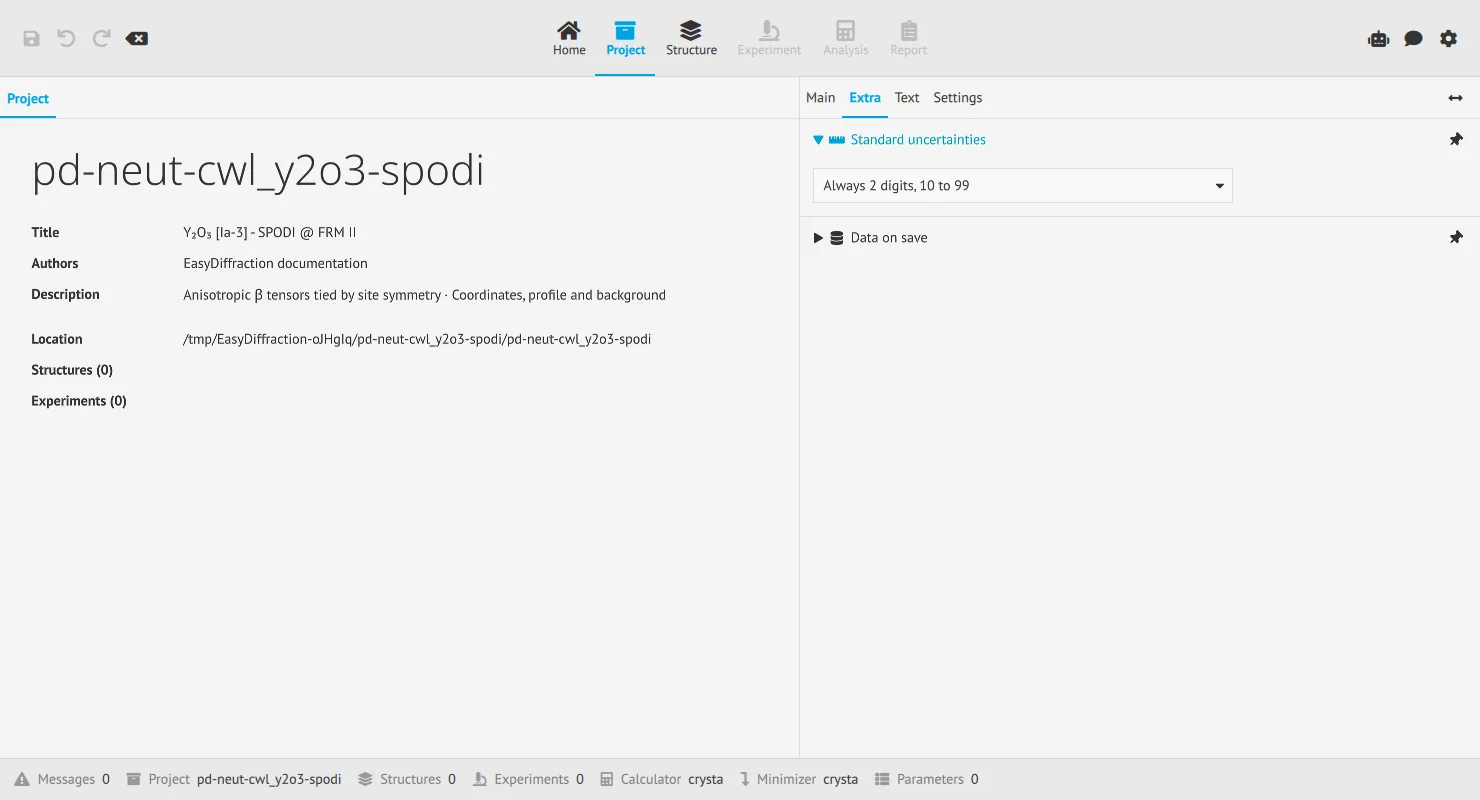 Home
Project
Structure
Experiment
Analysis
Report
Project
Main
Extra
Text
Settings
pd-neut-cwl_y2o3-spodi
Title Y₂O₃ [Ia-3] - SPODI @ FRM II
Authors EasyDiffraction documentation
Description Anisotropic β tensors tied by site symmetry · Coordinates, profile and background
Location /tmp/EasyDiffraction-oJHgIq/pd-neut-cwl_y2o3-spodi/pd-neut-cwl_y2o3-spodi
Structures (0)
Experiments (0)
Standard uncertainties
Always 2 digits, 10 to 99
Data on save
Messages 0 Project pd-neut-cwl_y2o3-spodi Structures 0 Experiments 0 Calculator crysta Minimizer crysta Parameters 0